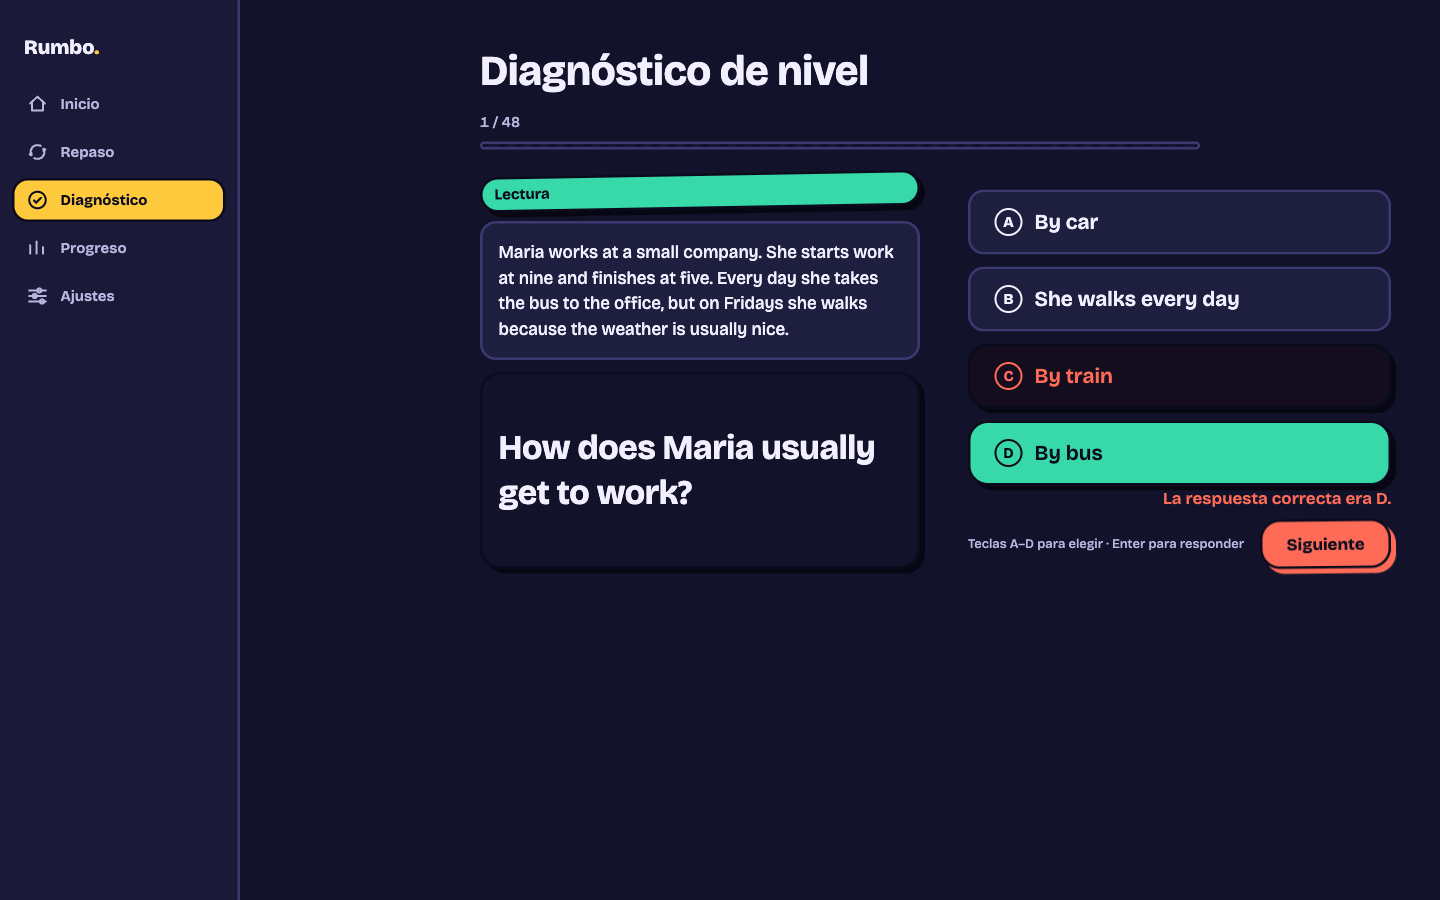 Rumbo.
Inicio
Repaso
Diagnóstico
Progreso
Ajustes
Diagnóstico de nivel
1 / 48
Lectura
Maria works at a small company. She starts work
at nine and finishes at five. Every day she takes
the bus to the office, but on Fridays she walks
because the weather is usually nice.
How does Maria usually
get to work?
A By car
B She walks every day
C By train
D By bus
La respuesta correcta era D.
Teclas A–D para elegir · Enter para responder
Siguiente